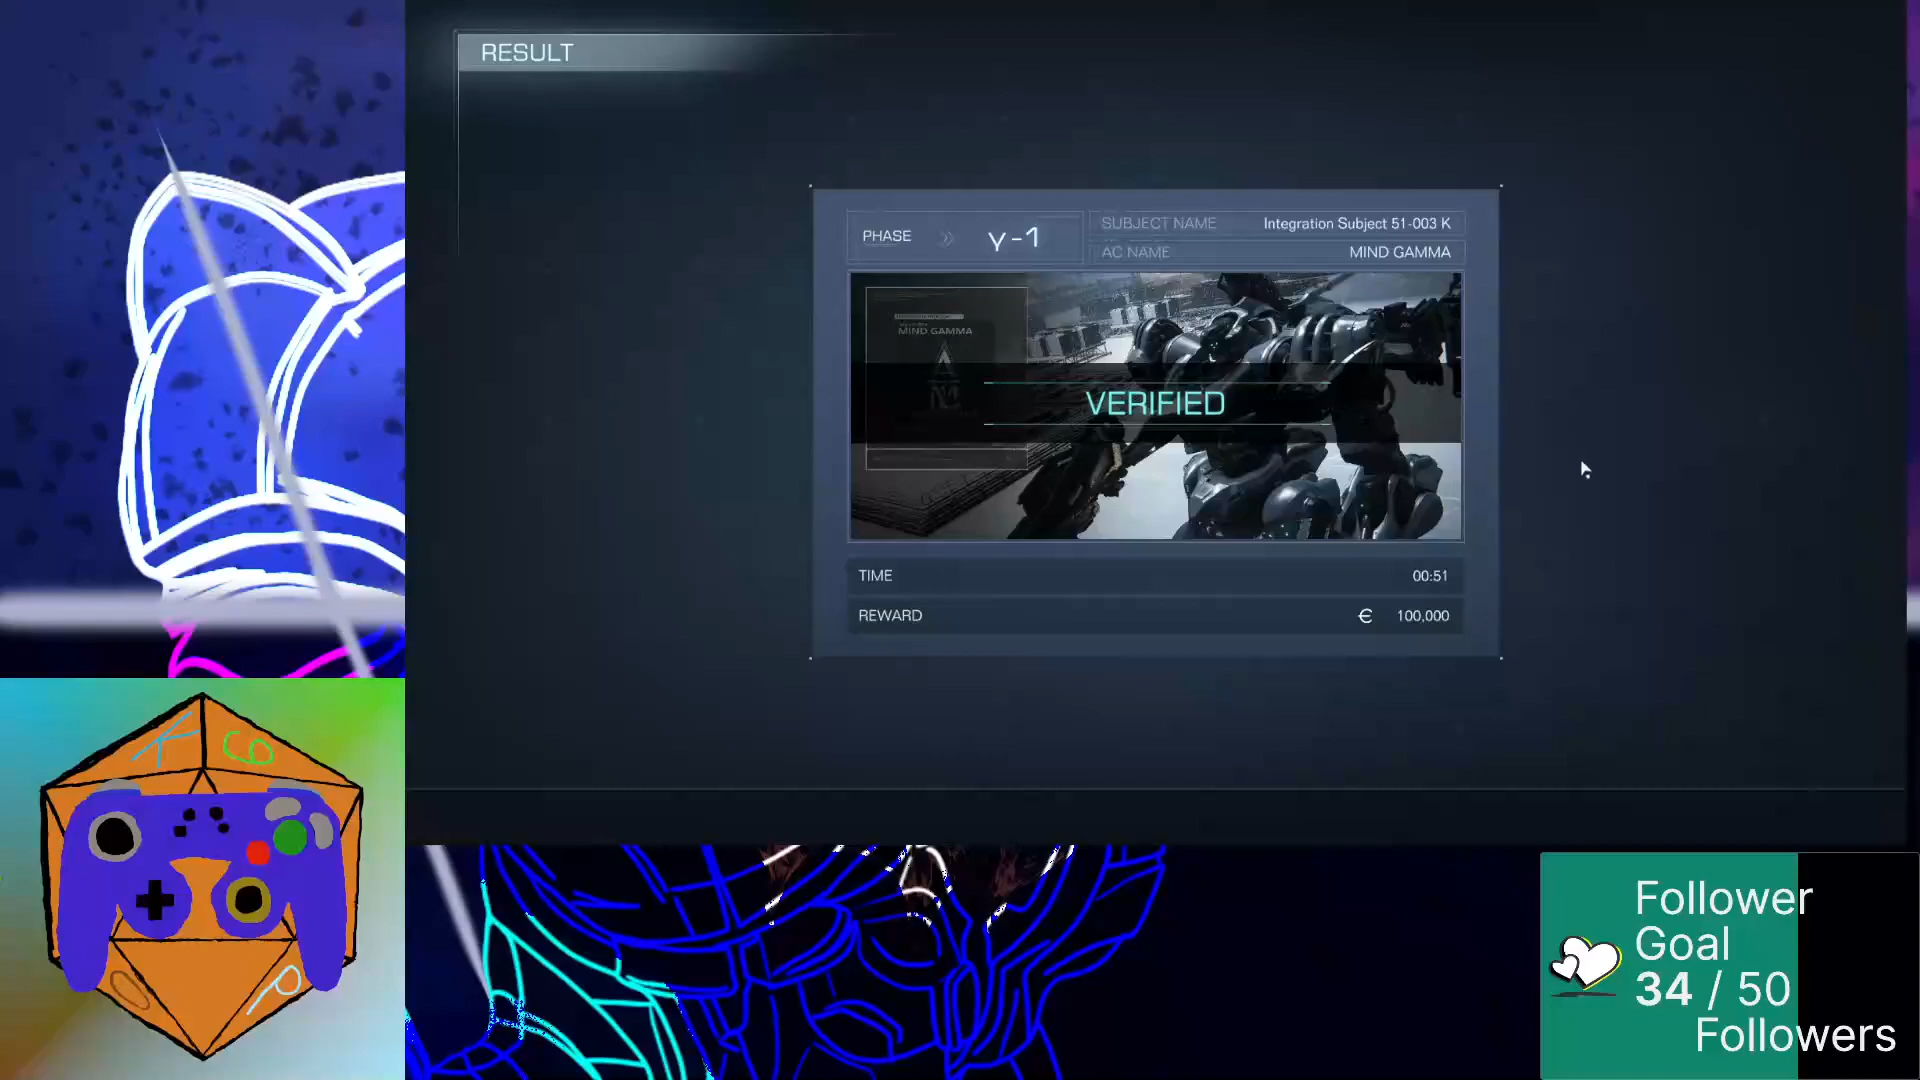 RESULT
PHASE
γ-1
SUBJECT NAME
Integration Subject 51-003 K
AC NAME
MIND GAMMA
MIND GAMMA
VERIFIED
TIME
00:51
REWARD
€ 100,000
K
P
Follower
Goal
34 / 50
Followers